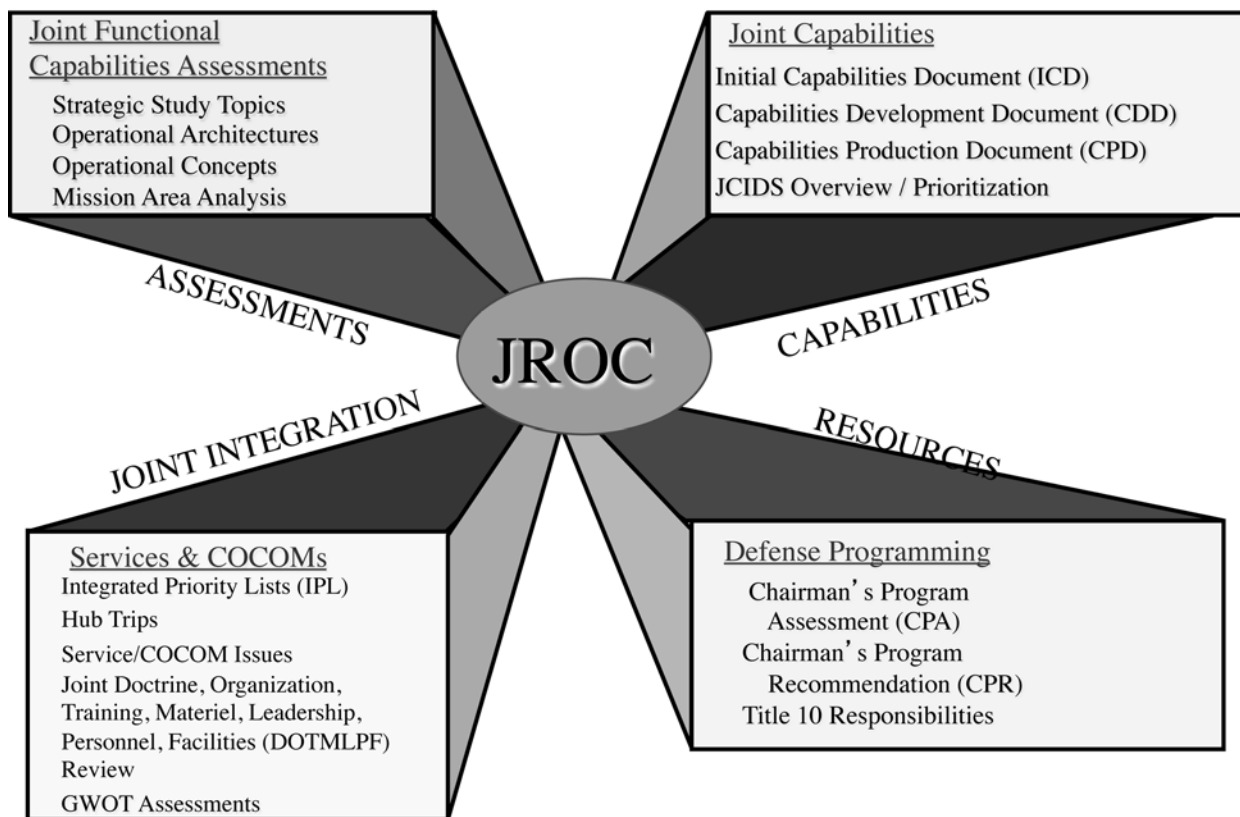 Joint Functional
Capabilities Assessments
Strategic Study Topics
Operational Architectures
Operational Concepts
Mission Area Analysis
Joint Capabilities
Initial Capabilities Document (ICD)
Capabilities Development Document (CDD)
Capabilities Production Document (CPD)
JCIDS Overview / Prioritization
ASSESSMENTS
CAPABILITIES
JROC
JOINT INTEGRATION
RESOURCES
Services & COCOMs
Integrated Priority Lists (IPL)
Hub Trips
Service/COCOM Issues
Joint Doctrine, Organization,
Training, Materiel, Leadership,
Personnel, Facilities (DOTMLPF)
Review
GWOT Assessments
Defense Programming
Chairman’s Program
Assessment (CPA)
Chairman’s Program
Recommendation (CPR)
Title 10 Responsibilities